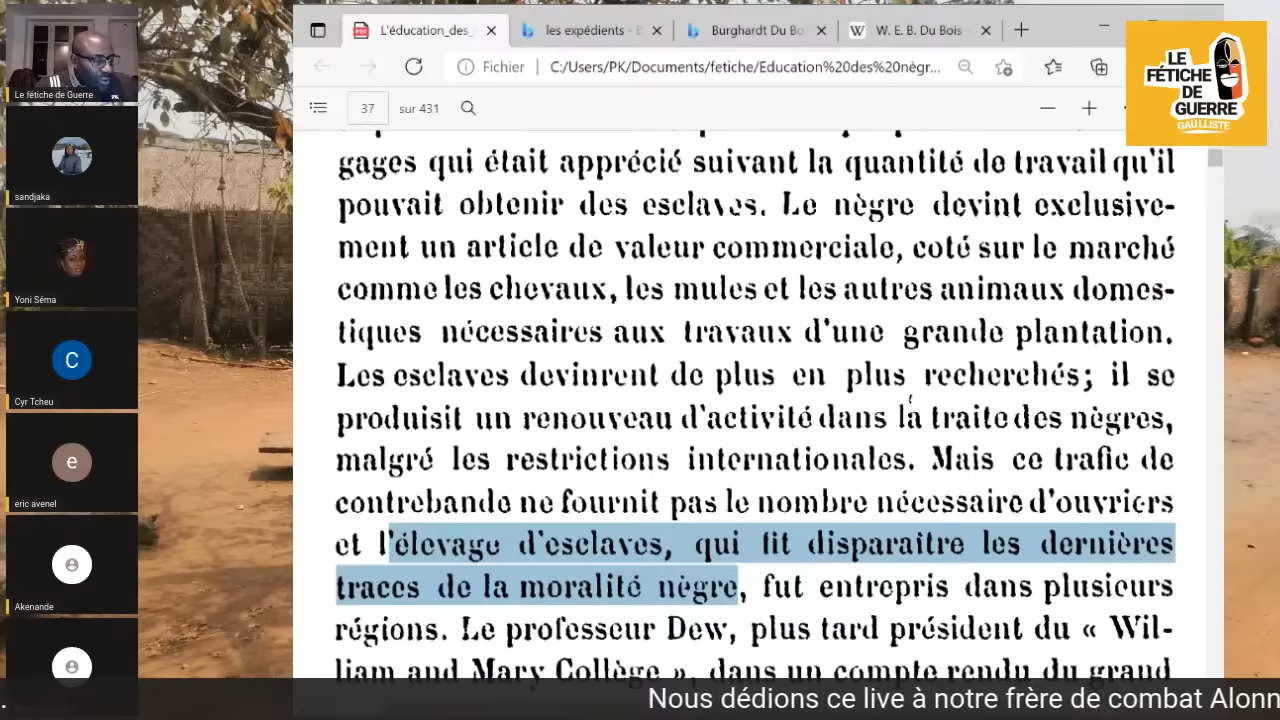 L'éducation_des_
les expédients -
Burghardt Du Bo
W. E. B. Du Bois
Fichier
C:/Users/PK/Documents/fetiche/Education%20des%20nègr...
37
sur 431
LE
FÉTICHE
DE
GUERRE
GAULLISTE
Le fétiche de Guerre
sandjaka
Yoni Séma
C
Cyr Tcheu
e
eric avenel
Akenande
gages qui était apprécié suivant la quantité de travail qu'il
pouvait obtenir des esclaves. Le nègre devint exclusive-
ment un article de valeur commerciale, coté sur le marché
comme les chevaux, les mules et les autres animaux domes-
tiques nécessaires aux travaux d'une grande plantation.
Les esclaves devinrent de plus en plus recherchés; il se
produisit un renouveau d'activité dans la traite des nègres,
malgré les restrictions internationales. Mais ce trafic de
contrebande ne fournit pas le nombre nécessaire d'ouvriers
et l'élevage d'esclaves, qui fit disparaître les dernières
traces de la moralité nègre, fut entrepris dans plusieurs
régions. Le professeur Dew, plus tard président du « Wil-
liam and Mary Collège », dans un compte rendu du grand
. Nous dédions ce live à notre frère de combat Alonn